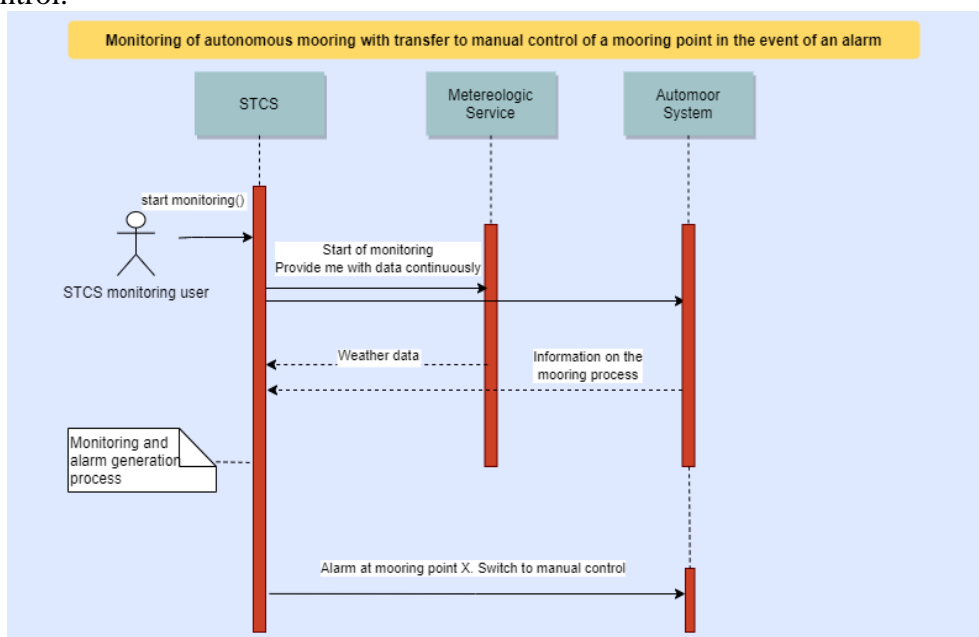 ntrol.
Monitoring of autonomous mooring with transfer to manual control of a mooring point in the event of an alarm
STCS
Metereologic
Service
Automoor
System
start monitoring()
STCS monitoring user
Start of monitoring
Provide me with data continuously
Weather data
Information on the
mooring process
Monitoring and
alarm generation
process
Alarm at mooring point X. Switch to manual control